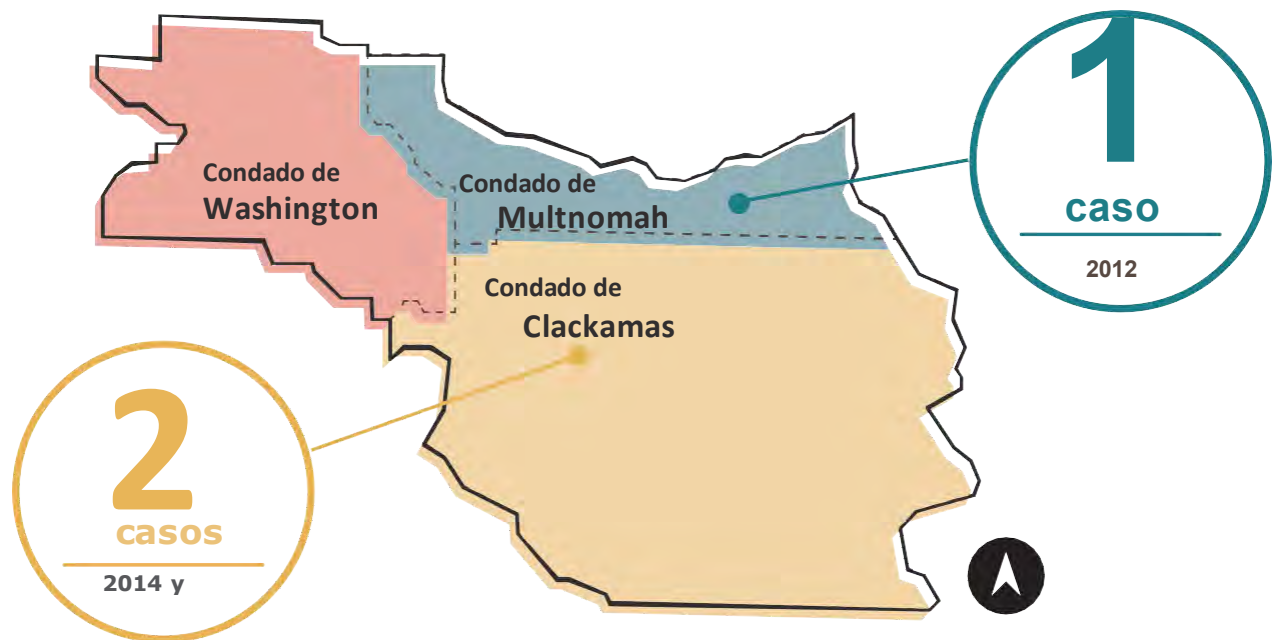 1
caso
2012
Condado de
Washington
Condado de
Multnomah
Condado de
Clackamas
2
casos
2014 y